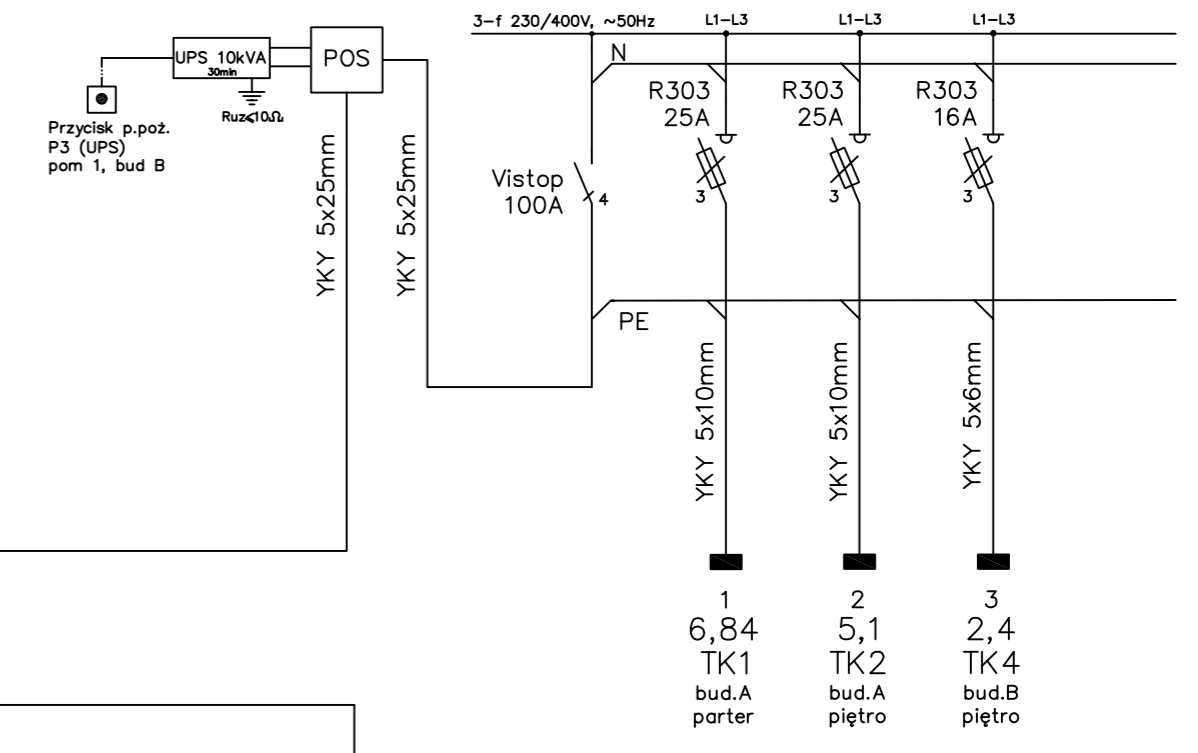 3-f 230/400V, ~50Hz
L1-L3
L1-L3
L1-L3
N
UPS 10kVA
30min
POS
Ruz≤10Ω
Przycisk p.poż.
P3 (UPS)
pom 1, bud B
YKY 5x25mm
YKY 5x25mm
Vistop
100A
4
R303
25A
3
R303
25A
3
R303
16A
3
PE
YKY 5x10mm
YKY 5x10mm
YKY 5x6mm
1
6,84
TK1
bud.A
parter
2
5,1
TK2
bud.A
piętro
3
2,4
TK4
bud.B
piętro